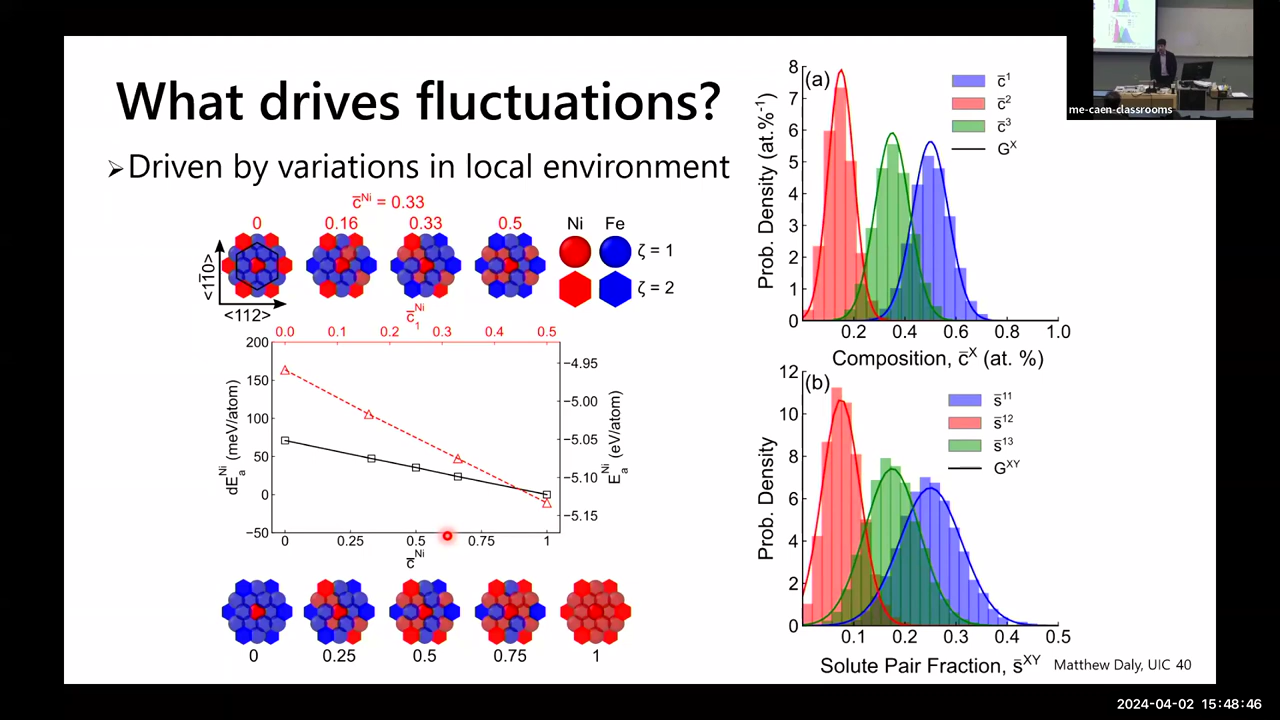 What drives fluctuations?
➢Driven by variations in local environment
c̄ᴺⁱ = 0.33
0 0.16 0.33 0.5 Ni Fe
ζ = 1
ζ = 2
<11̄0>
<112>
c̄₁ᴺⁱ
0.0 0.1 0.2 0.3 0.4 0.5
200
150
100
50
0
−50
dEₐᴺⁱ (meV/atom)
−4.95
−5.00
−5.05
−5.10
−5.15
Eₐᴺⁱ (eV/atom)
0 0.25 0.5 0.75 1
c̄ᴺⁱ
0 0.25 0.5 0.75 1
(a)
c̄¹
c̄²
c̄³
Gˣ
8
7
6
5
4
3
2
1
0
Prob. Density (at.%⁻¹)
0.2 0.4 0.6 0.8 1.0
Composition, c̄ˣ (at. %)
(b)
s̄¹¹
s̄¹²
s̄¹³
Gˣʸ
12
10
8
6
4
2
0
Prob. Density
0.1 0.2 0.3 0.4 0.5
Solute Pair Fraction, s̄ˣʸ
Matthew Daly, UIC 40
me-caen-classrooms
2024-04-02 15:48:46